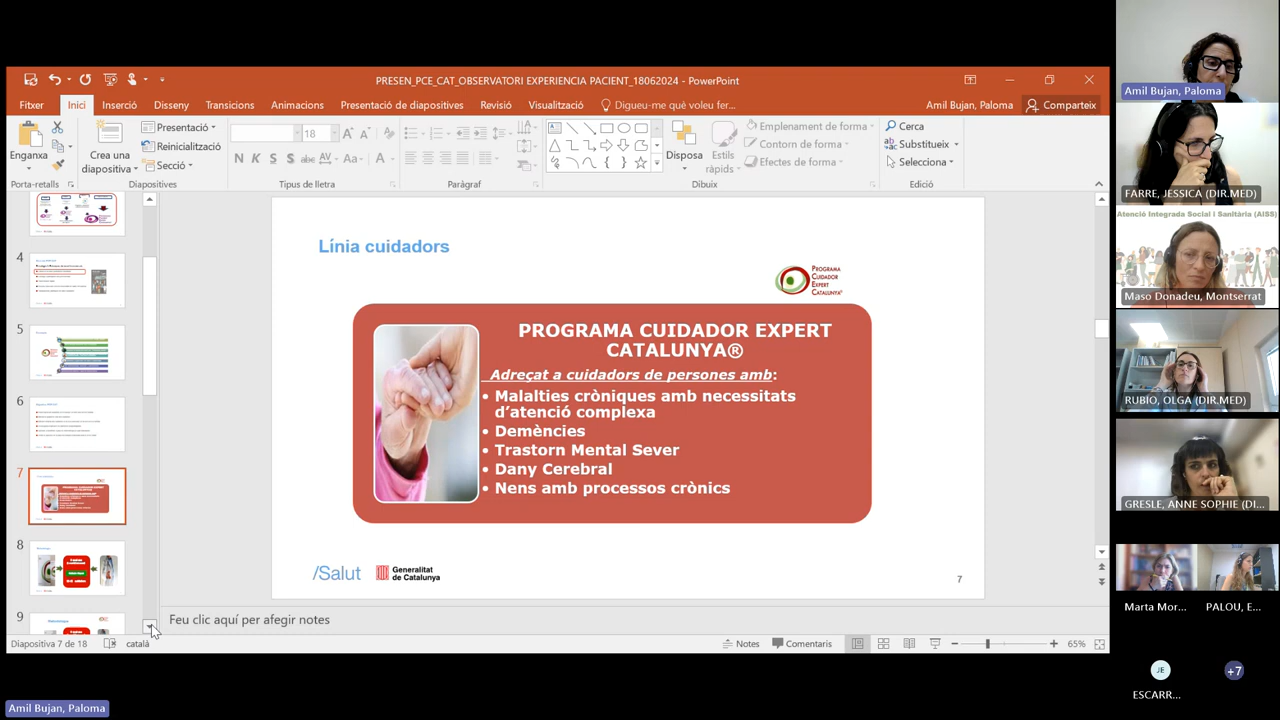 PRESEN_PCE_CAT_OBSERVATORI EXPERIENCIA PACIENT_18062024 - PowerPoint
Fitxer
Inici
Inserció
Disseny
Transicions
Animacions
Presentació de diapositives
Revisió
Visualització
Digueu-me què voleu fer...
Amil Bujan, Paloma
Comparteix
Enganxa
Crea una
diapositiva
Presentació
Reinicialització
Secció
18
N K S S abc AV Aa A
Disposa
Estils
ràpids
Emplenament de forma
Contorn de forma
Efectes de forma
Cerca
Substitueix
Selecciona
Porta-retalls
Diapositives
Tipus de lletra
Paràgraf
Dibuix
Edició
4
5
6
7
8
9
Línia cuidadors
PROGRAMA
CUIDADOR
EXPERT
CATALUNYA®
PROGRAMA CUIDADOR EXPERT
CATALUNYA®
Adreçat a cuidadors de persones amb:
• Malalties cròniques amb necessitats
d’atenció complexa
• Demències
• Trastorn Mental Sever
• Dany Cerebral
• Nens amb processos crònics
/Salut
Generalitat
de Catalunya
7
Feu clic aquí per afegir notes
Diapositiva 7 de 18
català
Notes
Comentaris
65%
Amil Bujan, Paloma
Amil Bujan, Paloma
FARRE, JESSICA (DIR.MED)
Atenció Integrada Social i Sanitària (AISS)
Maso Donadeu, Montserrat
RUBÍO, OLGA (DIR.MED)
GRESLE, ANNE SOPHIE (DI...
Marta Mor...
PALOU, E...
JE
+7
ESCARR...